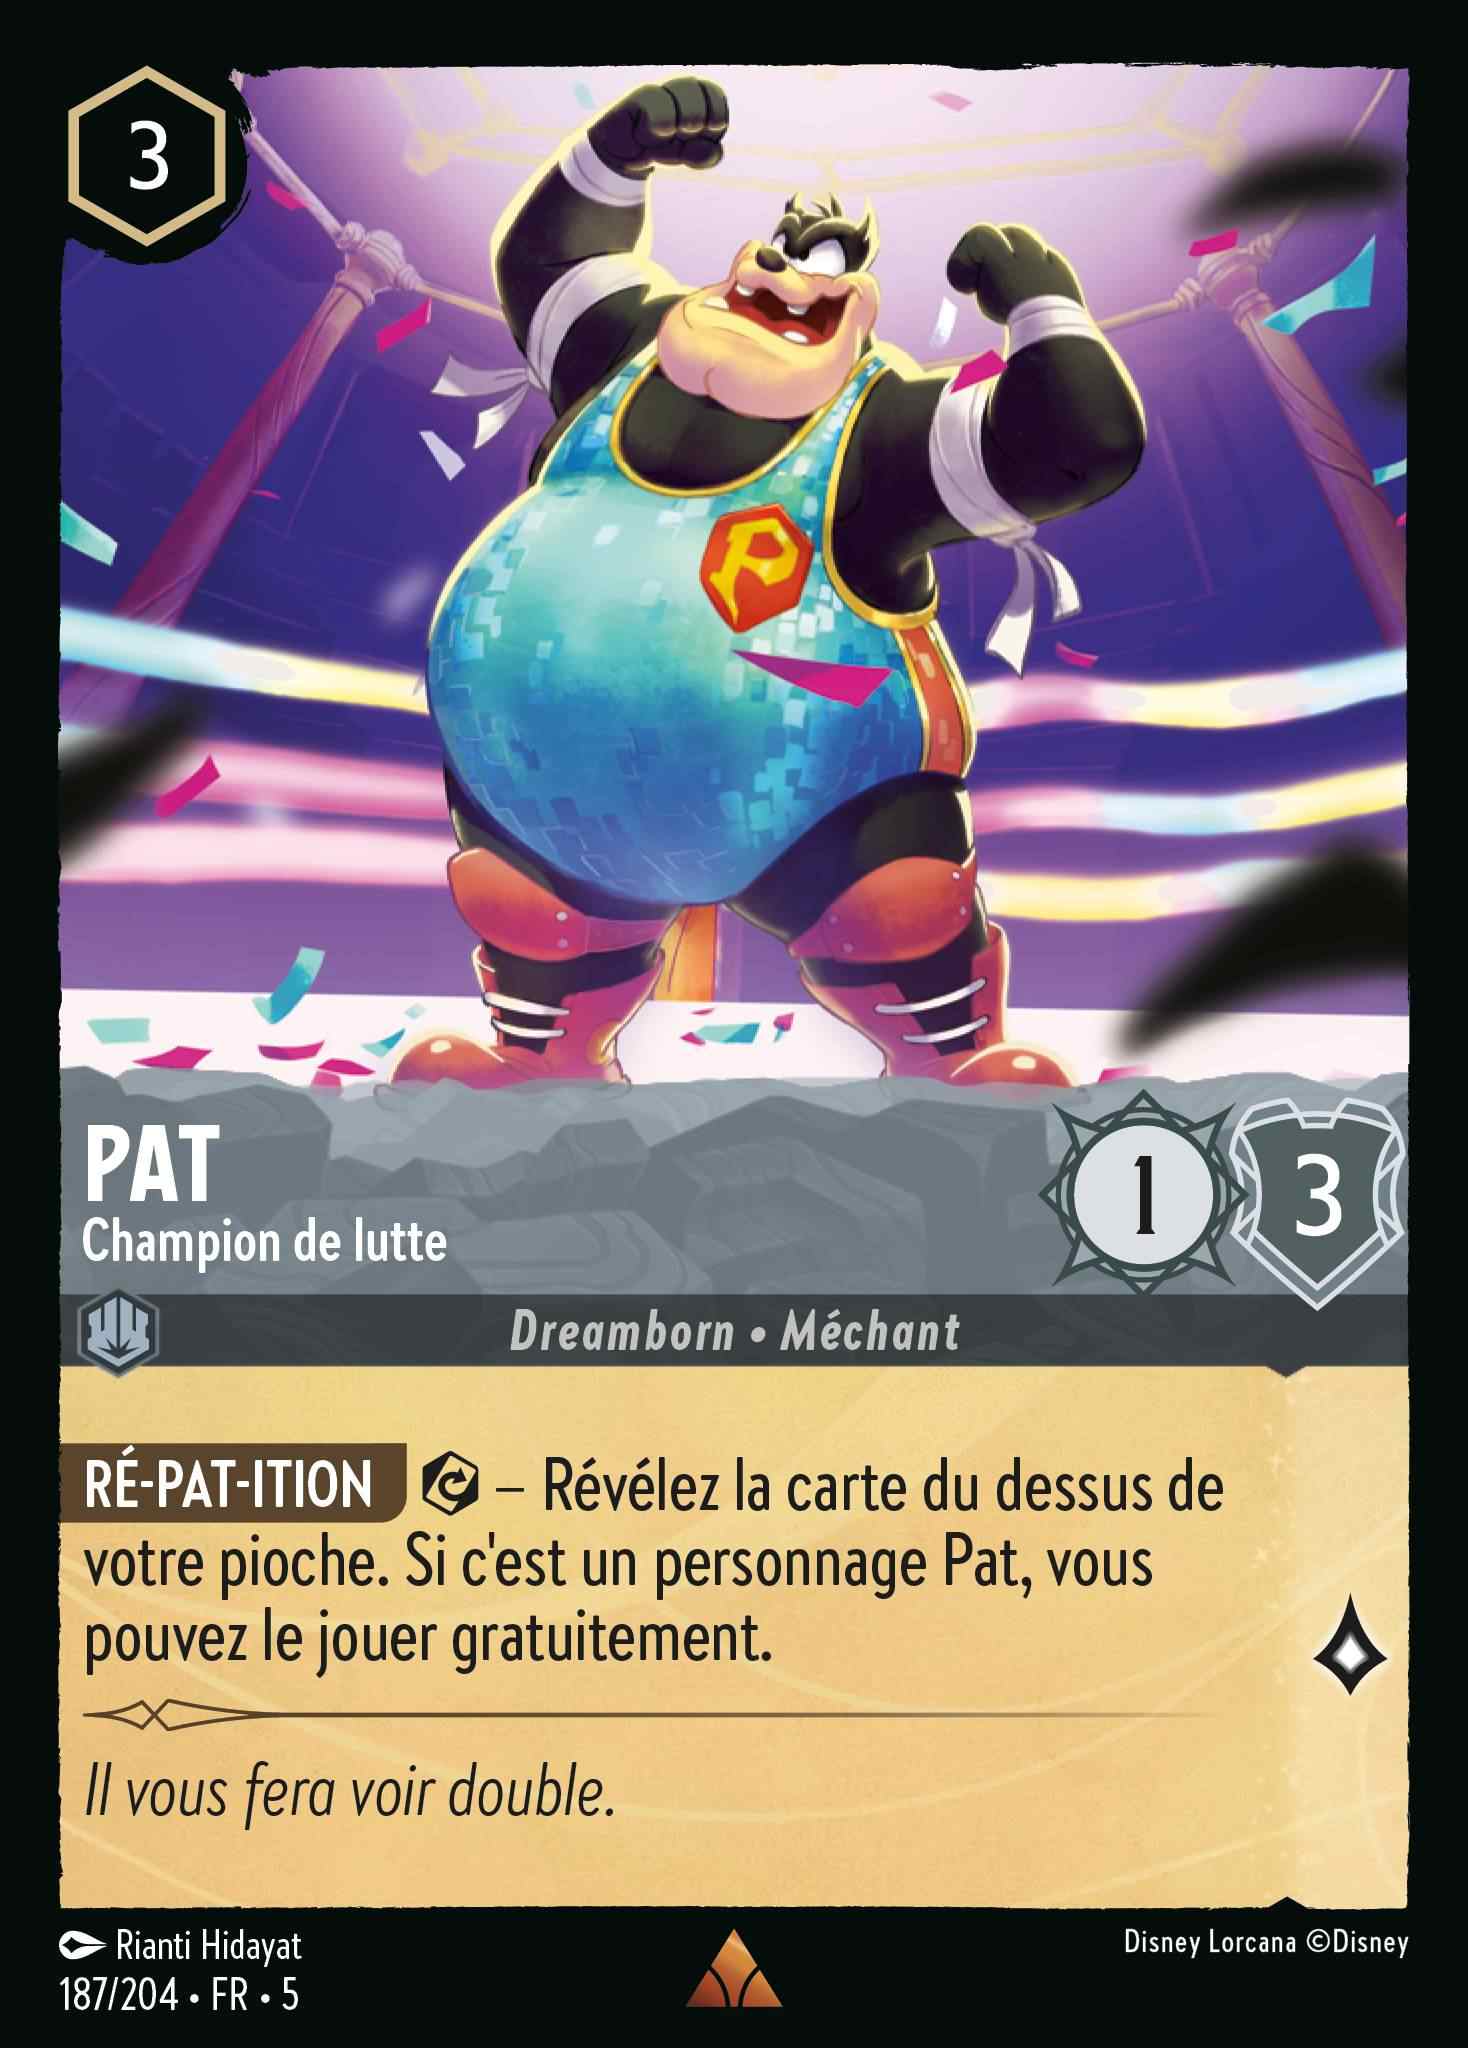 3
P
PAT
Champion de lutte
1
3
Dreamborn • Méchant
RÉ-PAT-ITION – Révélez la carte du dessus de
votre pioche. Si c'est un personnage Pat, vous
pouvez le jouer gratuitement.
Il vous fera voir double.
Rianti Hidayat
187/204 • FR • 5
Disney Lorcana ©Disney